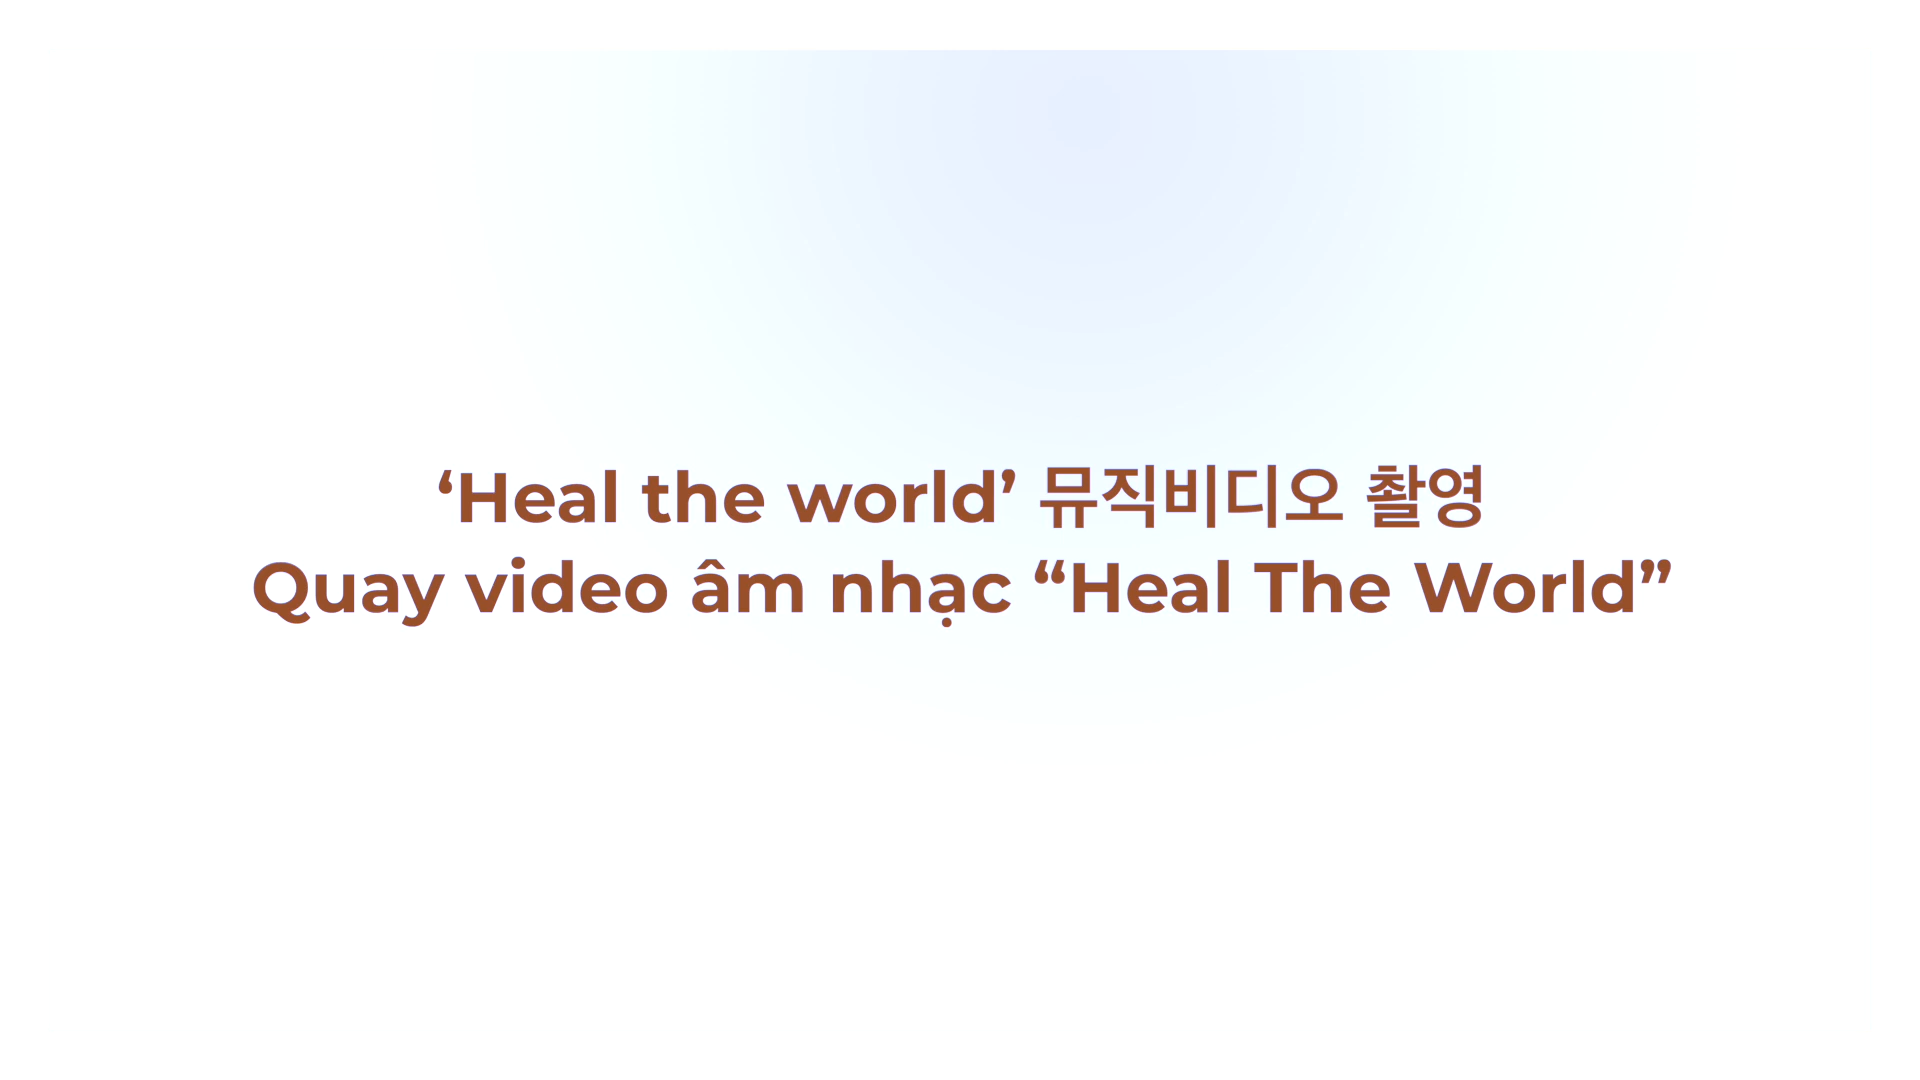 ‘Heal the world’ 뮤직비디오 촬영
Quay video âm nhạc “Heal The World”